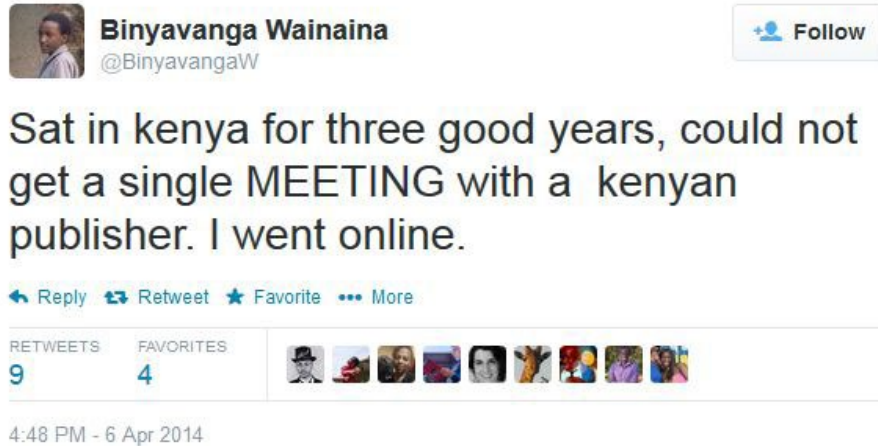 Binyavanga Wainaina
@BinyavangaW
Follow
Sat in kenya for three good years, could not
get a single MEETING with a kenyan
publisher. I went online.
Reply Retweet Favorite More
RETWEETS FAVORITES
9 4
4:48 PM - 6 Apr 2014